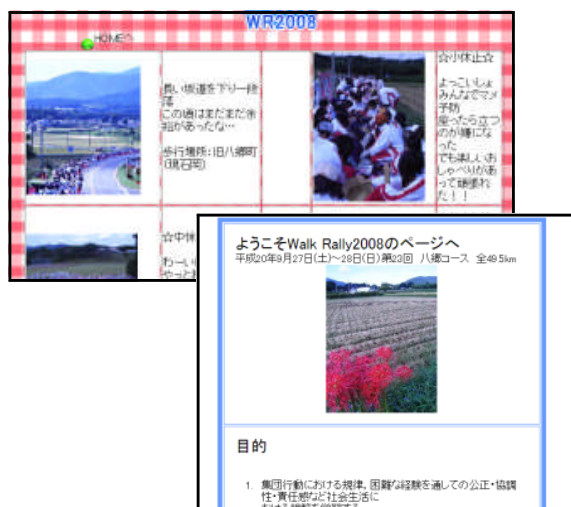 WR2008
HOMEへ
長い坂道を下り一段
落
この頃はまだまだ余
裕があったな…
歩行場所:旧八郷町
(現石岡)
☆小休止☆
よっこいしょ
みんなでマメ
予防
座ったら立つ
のが嫌にな
った
でも楽しいお
しゃべりがあ
って頑張れ
た!!
☆中休
わーい
やっと
ようこそWalk Rally2008のページへ
平成20年9月27日(土)~28日(日)第23回 八郷コース 全49.5km
目的
1. 集団行動における規律,困難な経験を通しての公正・協調
性・責任感など社会生活に